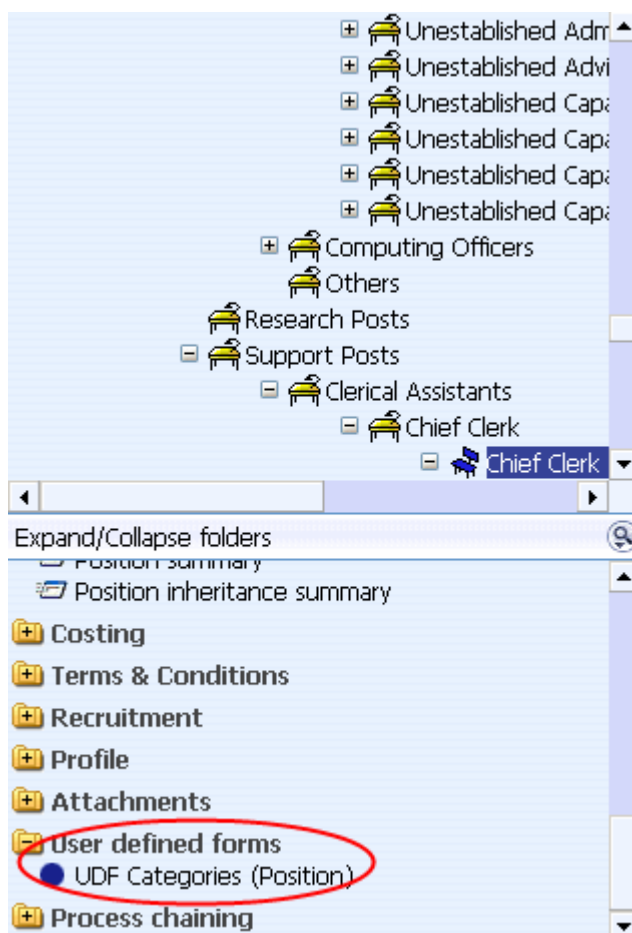 Unestablished Adm
Unestablished Advi
Unestablished Capa
Unestablished Capa
Unestablished Capa
Unestablished Capa
Computing Officers
Others
Research Posts
Support Posts
Clerical Assistants
Chief Clerk
Chief Clerk
Expand/Collapse folders
Position summary
Position inheritance summary
Costing
Terms & Conditions
Recruitment
Profile
Attachments
User defined forms
UDF Categories (Position)
Process chaining